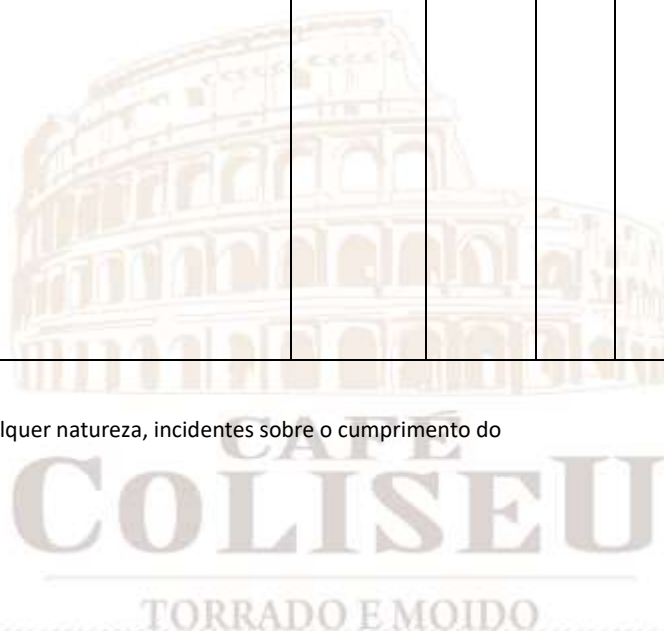 lquer natureza, incidentes sobre o cumprimento do
CAFÉ
COLISEU
TORRADO E MOIDO